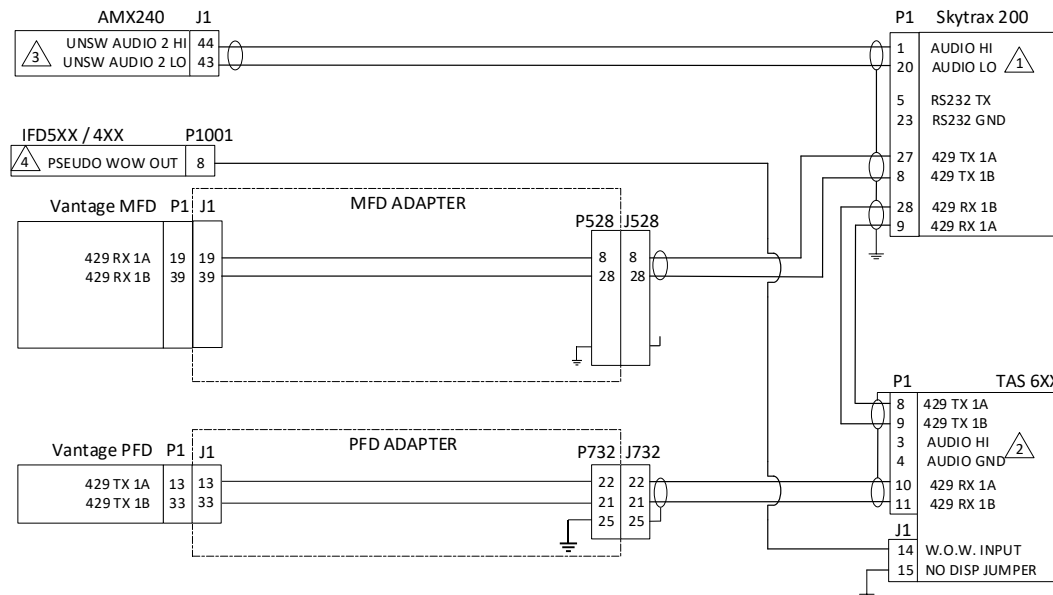 AMX240 J1
UNSW AUDIO 2 HI 44
UNSW AUDIO 2 LO 43
3
P1 Skytrax 200
1 AUDIO HI
20 AUDIO LO
1
5 RS232 TX
23 RS232 GND
27 429 TX 1A
8 429 TX 1B
28 429 RX 1B
9 429 RX 1A
IFD5XX / 4XX P1001
4 PSEUDO WOW OUT 8
MFD ADAPTER
Vantage MFD P1 J1
429 RX 1A 19 19
429 RX 1B 39 39
P528 J528
8 8
28 28
PFD ADAPTER
Vantage PFD P1 J1
429 TX 1A 13 13
429 TX 1B 33 33
P732 J732
22 22
21 21
25 25
P1 TAS 6XX
8 429 TX 1A
9 429 TX 1B
3 AUDIO HI
4 AUDIO GND
2
10 429 RX 1A
11 429 RX 1B
J1
14 W.O.W. INPUT
15 NO DISP JUMPER